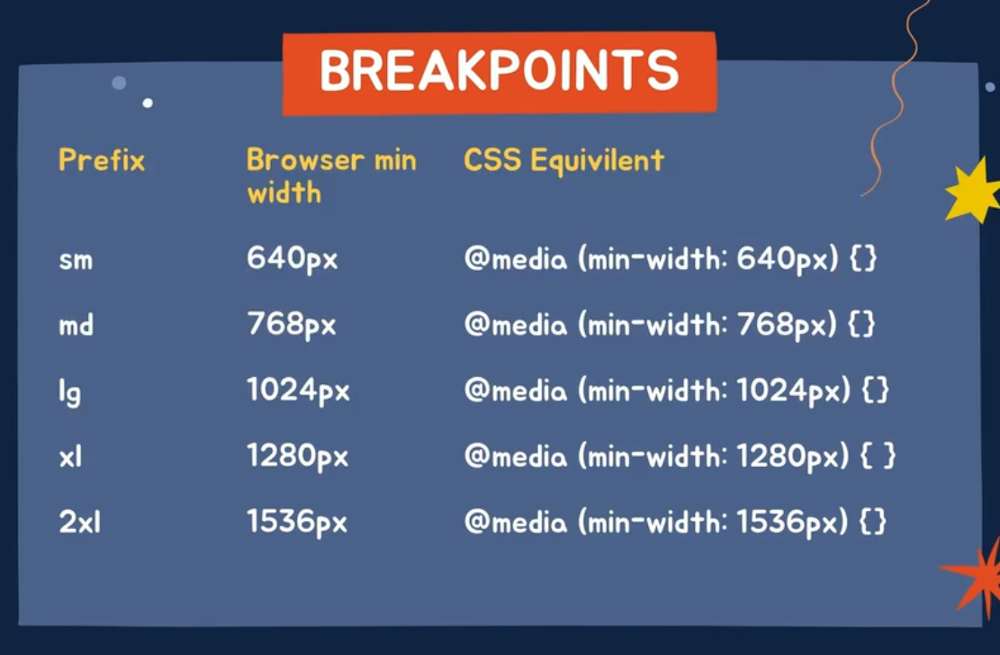 BREAKPOINTS
Prefix Browser min width CSS Equivilent
sm 640px @media (min-width: 640px) {}
md 768px @media (min-width: 768px) {}
lg 1024px @media (min-width: 1024px) {}
xl 1280px @media (min-width: 1280px) { }
2xl 1536px @media (min-width: 1536px) {}